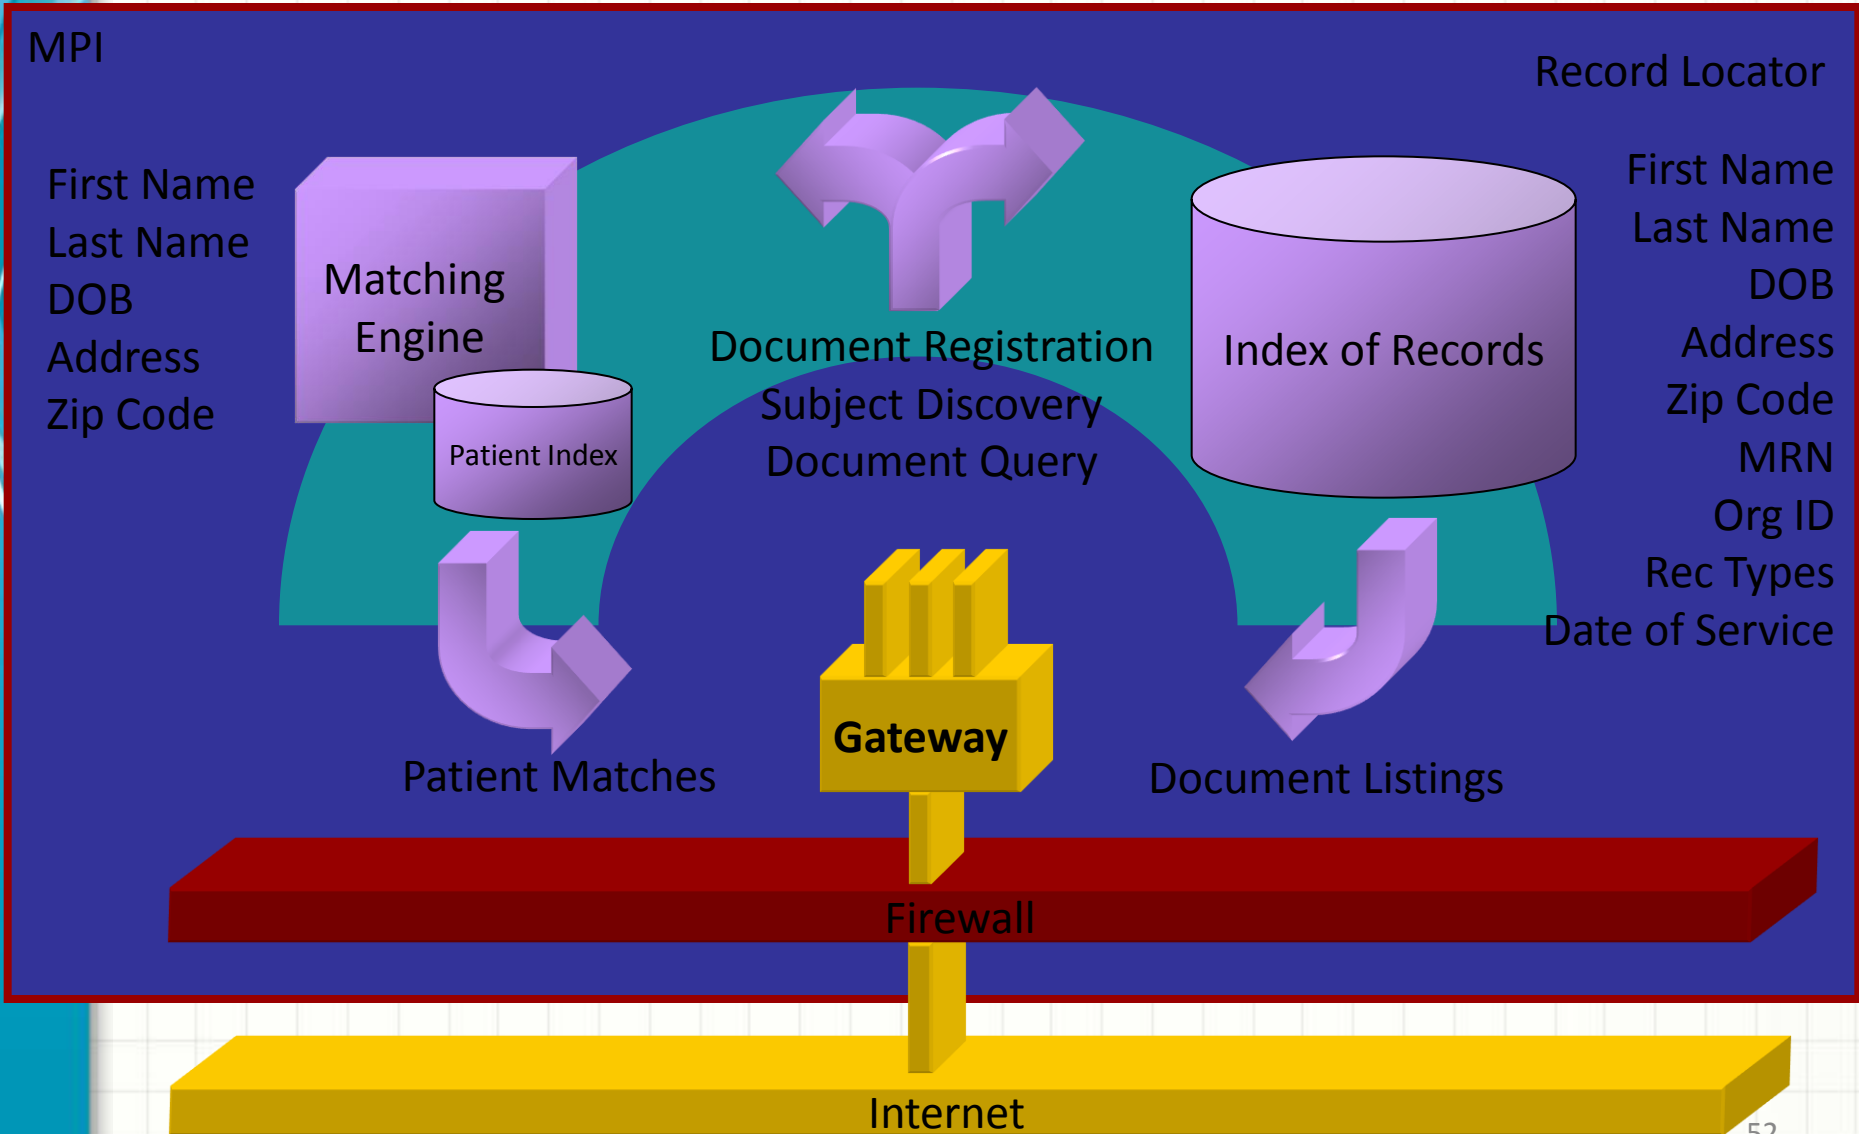 MPI
Record Locator
First Name
Last Name
DOB
Address
Zip Code
Matching
Engine
Patient Index
Document Registration
Subject Discovery
Document Query
Index of Records
First Name
Last Name
DOB
Address
Zip Code
MRN
Org ID
Rec Types
Date of Service
Patient Matches
Gateway
Document Listings
Firewall
Internet
52